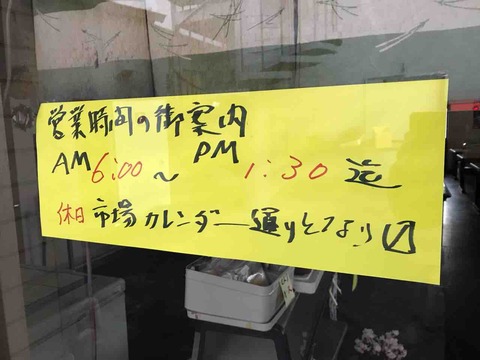 営業時間の御案内
AM 6:00 〜 PM 1:30 迄
休日 市場カレンダー通りとなります